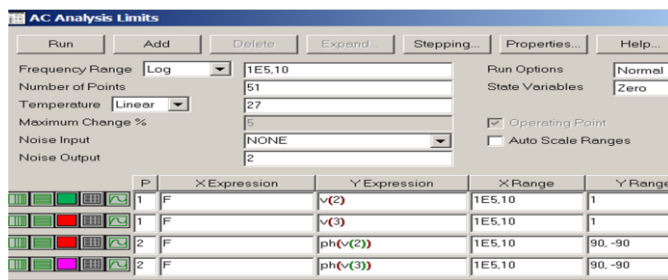 AC Analysis Limits
Run Add Delete Expand... Stepping... Properties... Help...
Frequency Range Log 1E5,10 Run Options Normal
Number of Points 51 State Variables Zero
Temperature Linear 27
Maximum Change % 5 Operating Point
Noise Input NONE Auto Scale Ranges
Noise Output 2
P X Expression Y Expression X Range Y Range
1 F v(2) 1E5,10 1
1 F v(3) 1E5,10 1
2 F ph(v(2)) 1E5,10 90, -90
2 F ph(v(3)) 1E5,10 90, -90